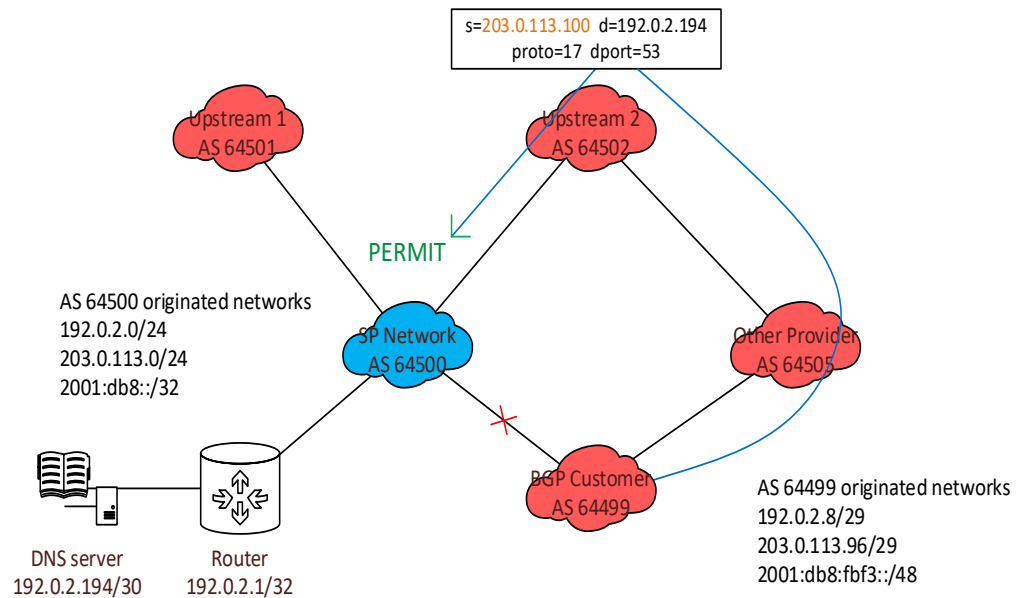 s=203.0.113.100 d=192.0.2.194
proto=17 dport=53
Upstream 1
AS 64501
Upstream 2
AS 64502
PERMIT
AS 64500 originated networks
192.0.2.0/24
203.0.113.0/24
2001:db8::/32
SP Network
AS 64500
Other Provider
AS 64505
BGP Customer
AS 64499
AS 64499 originated networks
192.0.2.8/29
203.0.113.96/29
2001:db8:fbf3::/48
DNS server
192.0.2.194/30
Router
192.0.2.1/32